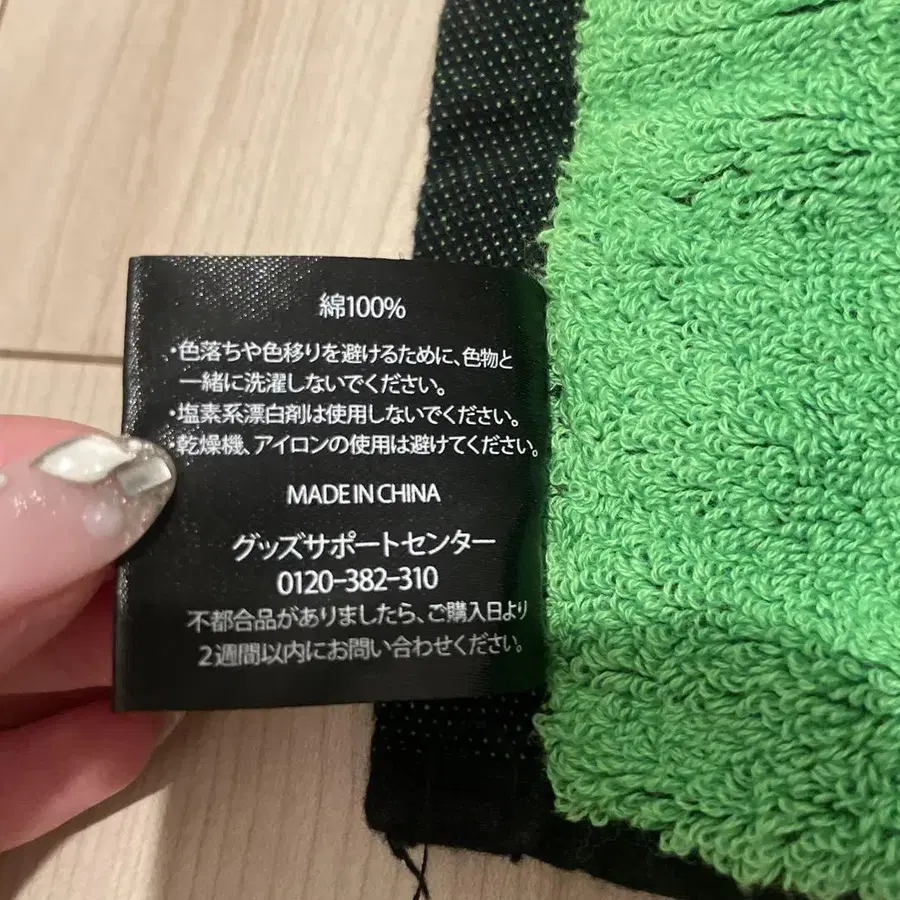 綿100%
・色落ちや色移りを避けるために、色物と
一緒に洗濯しないでください。
・塩素系漂白剤は使用しないでください。
・乾燥機、アイロンの使用は避けてください。
MADE IN CHINA
グッズサポートセンター
0120-382-310
不都合品がありましたら、ご購入日より
2週間以内にお問い合わせください。